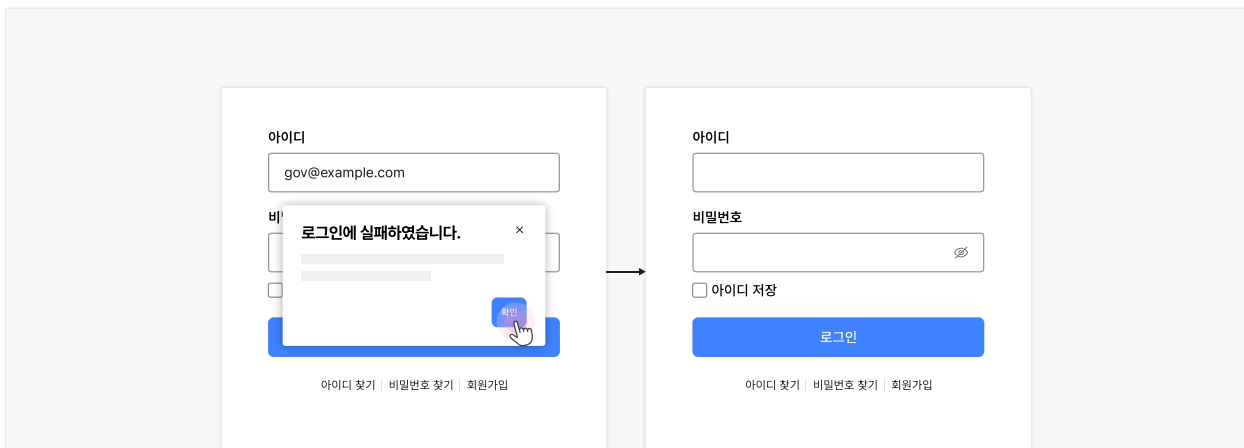 아이디
gov@example.com
로그인에 실패하였습니다.
확인
아이디 찾기
비밀번호 찾기
회원가입
아이디
비밀번호
아이디 저장
로그인
아이디 찾기
비밀번호 찾기
회원가입